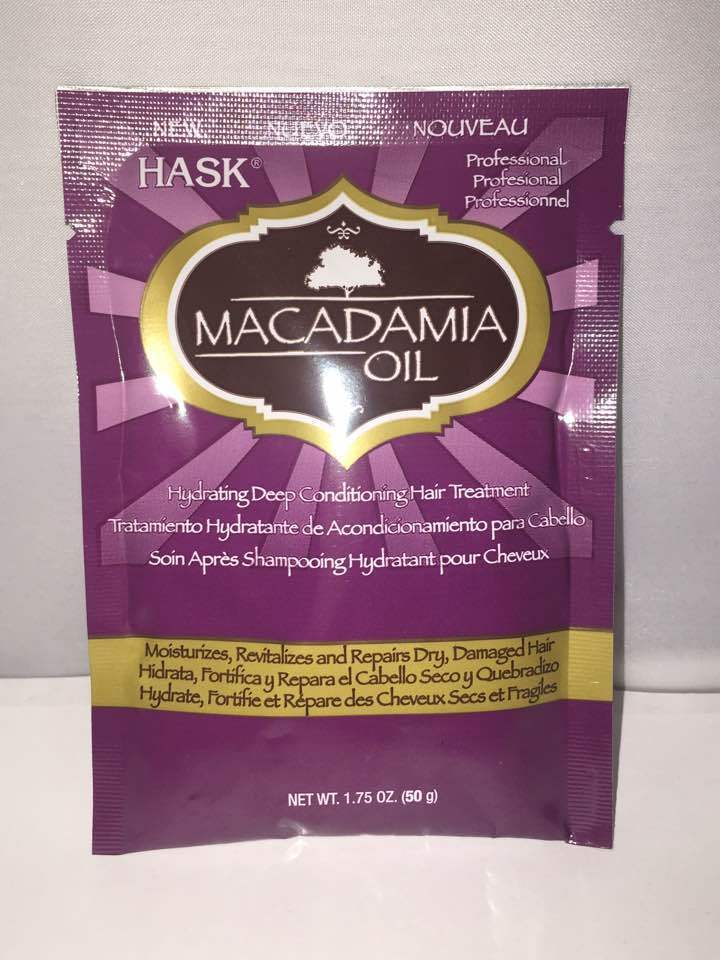 NEW NUEVO NOUVEAU
HASK®
Professional
Profesional
Professionnel
MACADAMIA
OIL
Hydrating Deep Conditioning Hair Treatment
Tratamiento Hydratante de Acondicionamiento para Cabello
Soin Après Shampooing Hydratant pour Cheveux
Moisturizes, Revitalizes and Repairs Dry, Damaged Hair
Hidrata, Fortifica y Repara el Cabello Seco y Quebradizo
Hydrate, Fortifie et Répare des Cheveux Secs et Fragiles
NET WT. 1.75 OZ. (50 g)